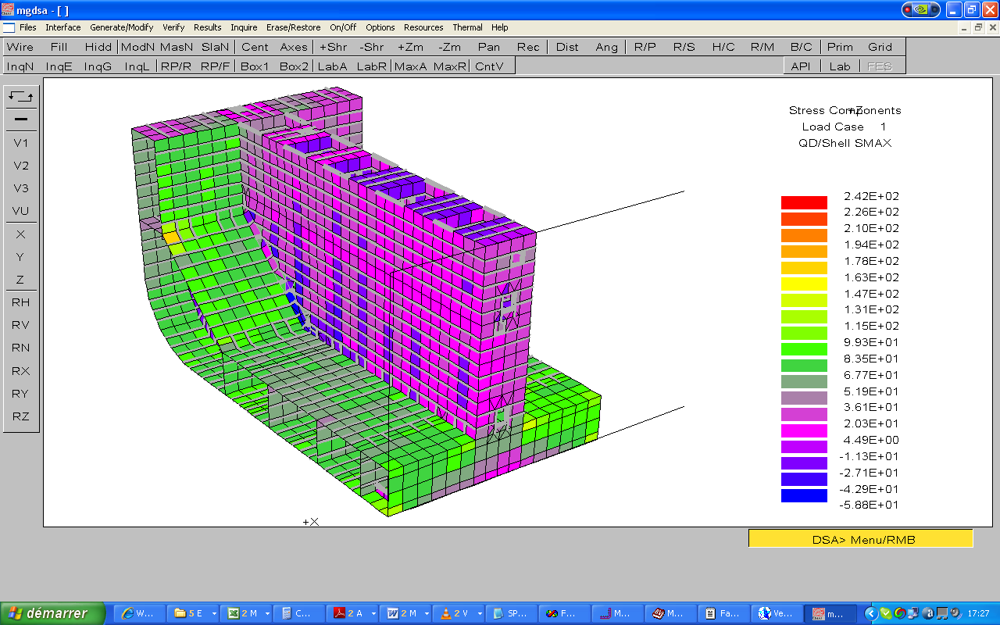 mgdsa - [ ]
Files Interface Generate/Modify Verify Results Inquire Erase/Restore On/Off Options Resources Thermal Help
Wire Fill Hidd ModN MasN SlaN Cent Axes +Shr -Shr +Zm -Zm Pan Rec Dist Ang R/P R/S H/C R/M B/C Prim Grid
InqN InqE InqG InqL RP/R RP/F Box1 Box2 LabA LabR MaxA MaxR CntV API Lab FES
V1
V2
V3
VU
X
Y
Z
RH
RV
RN
RX
RY
RZ
Stress Components
+Z
Load Case 1
QD/Shell SMAX
2.42E+02
2.26E+02
2.10E+02
1.94E+02
1.78E+02
1.63E+02
1.47E+02
1.31E+02
1.15E+02
9.93E+01
8.35E+01
6.77E+01
5.19E+01
3.61E+01
2.03E+01
4.49E+00
-1.13E+01
-2.71E+01
-4.29E+01
-5.88E+01
+X
DSA> Menu/RMB
démarrer W... 5 E 2 M C... 2 A 2 M 2 V SP... F... M... M... Fa... Ve... m... 17:27